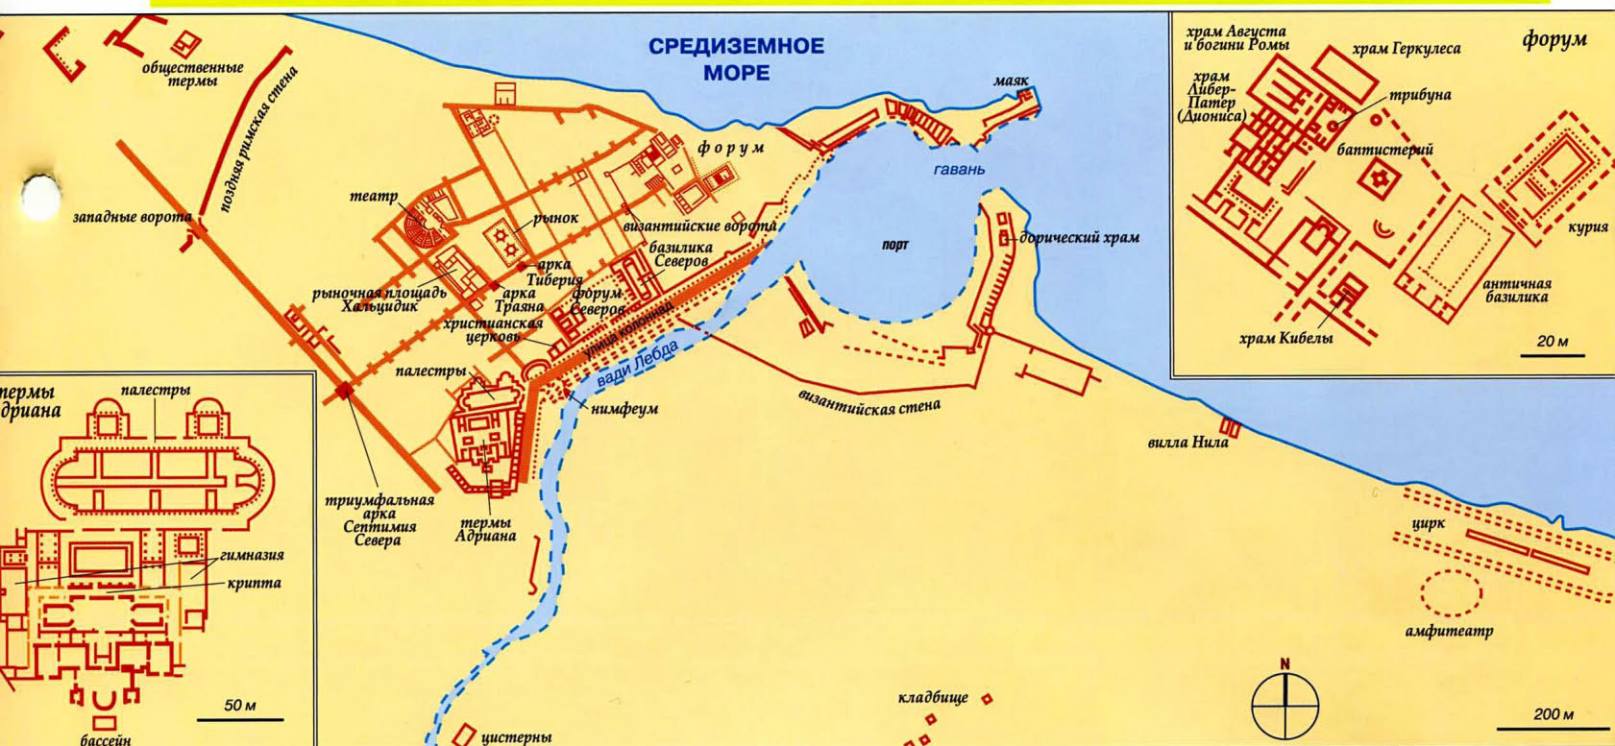 СРЕДИЗЕМНОЕ
МОРЕ
общественные
термы
поздняя римская стена
западные ворота
театр
рынок
форум
византийские ворота
базилика
Северов
арка
Тиберия
рыночная площадь
Хальцидик
арка
Траяна
форум
Северов
христианская
церковь
улица колоннад
вади Лебда
палестры
нимфеум
триумфальная
арка
Септимия
Севера
термы
Адриана
маяк
гавань
порт
дорический храм
византийская стена
вилла Нила
цирк
амфитеатр
кладбище
цистерны
N
200 м
храм Августа
и богини Ромы
храм Геркулеса
форум
храм
Либер-
Патер
(Диониса)
трибуна
баптистерий
курия
античная
базилика
храм Кибелы
20 м
термы
дриана
палестры
гимназия
крипта
50 м
бассейн